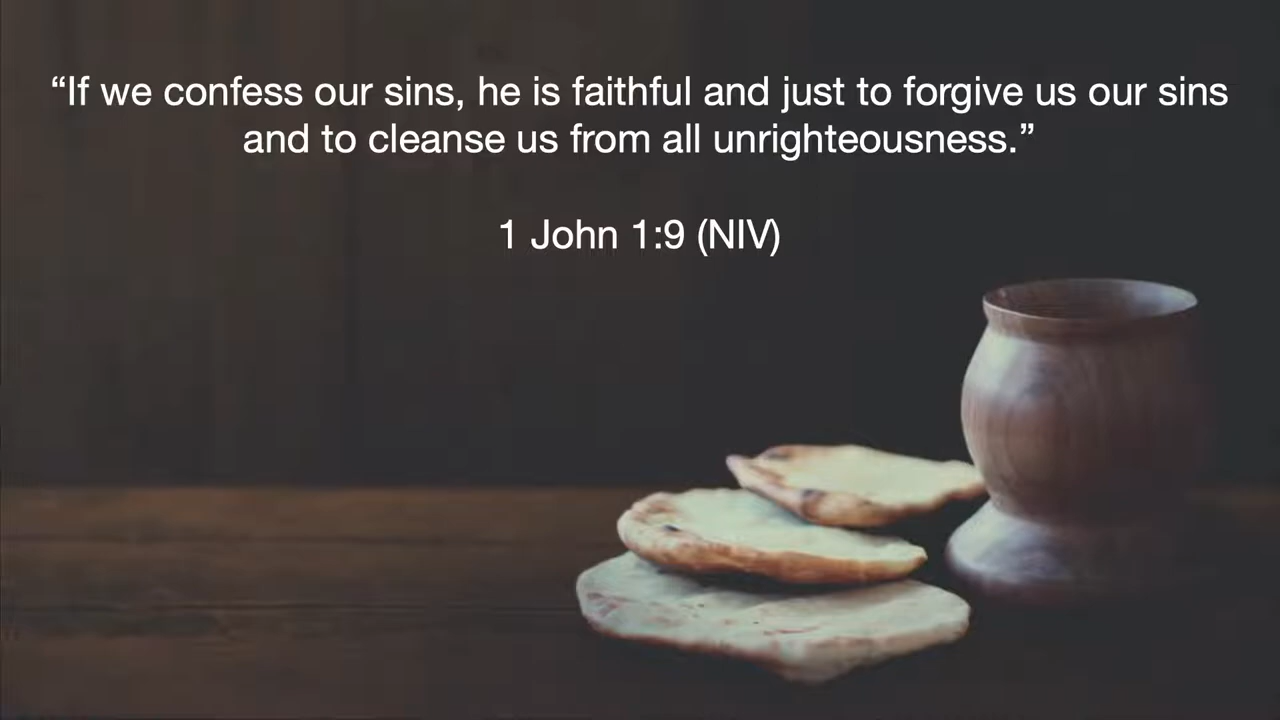 “If we confess our sins, he is faithful and just to forgive us our sins
and to cleanse us from all unrighteousness.”
1 John 1:9 (NIV)